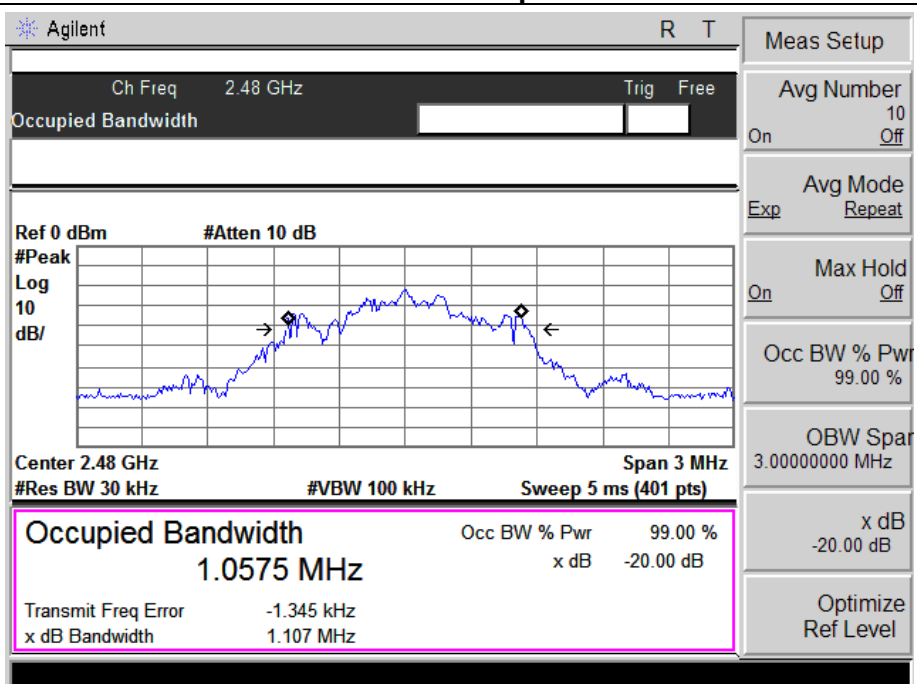 Agilent R T
Ch Freq 2.48 GHz Trig Free
Occupied Bandwidth
Ref 0 dBm #Atten 10 dB
#Peak
Log
10
dB/
Center 2.48 GHz Span 3 MHz
#Res BW 30 kHz #VBW 100 kHz Sweep 5 ms (401 pts)
Occupied Bandwidth
1.0575 MHz
Occ BW % Pwr 99.00 %
x dB -20.00 dB
Transmit Freq Error -1.345 kHz
x dB Bandwidth 1.107 MHz
Meas Setup
Avg Number
10
On Off
Avg Mode
Exp Repeat
Max Hold
On Off
Occ BW % Pwr
99.00 %
OBW Span
3.00000000 MHz
x dB
-20.00 dB
Optimize
Ref Level